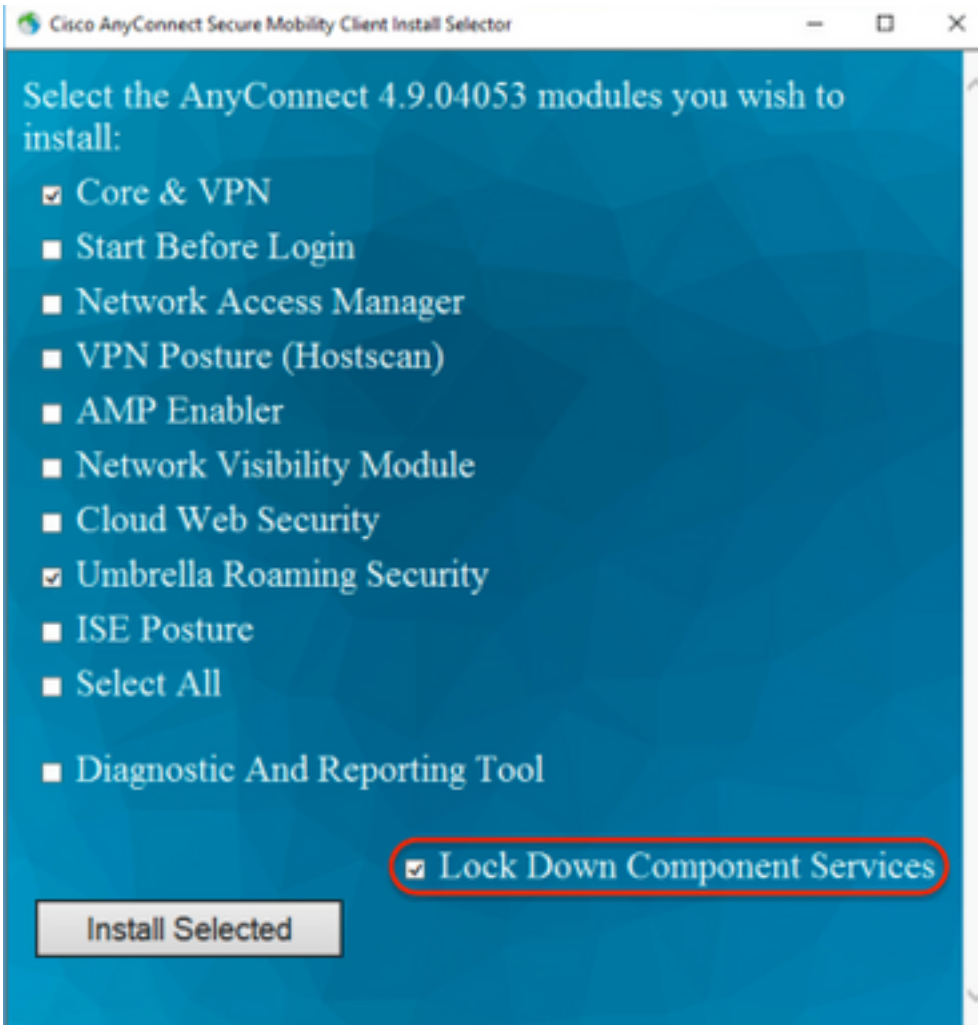 Cisco AnyConnect Secure Mobility Client Install Selector
Select the AnyConnect 4.9.04053 modules you wish to
install:
Core & VPN
Start Before Login
Network Access Manager
VPN Posture (Hostscan)
AMP Enabler
Network Visibility Module
Cloud Web Security
Umbrella Roaming Security
ISE Posture
Select All
Diagnostic And Reporting Tool
Lock Down Component Services
Install Selected